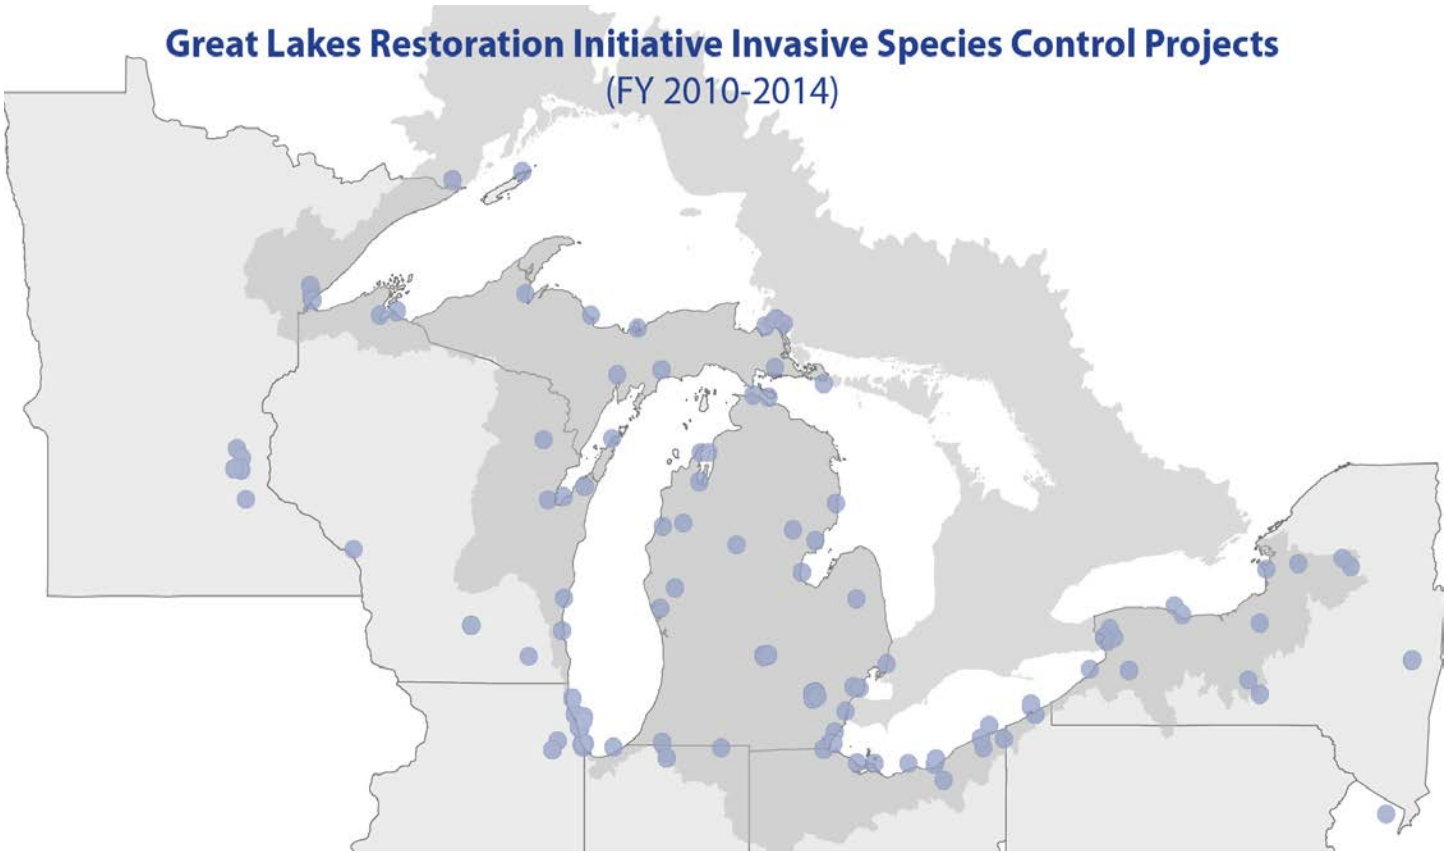 Great Lakes Restoration Initiative Invasive Species Control Projects
(FY 2010-2014)